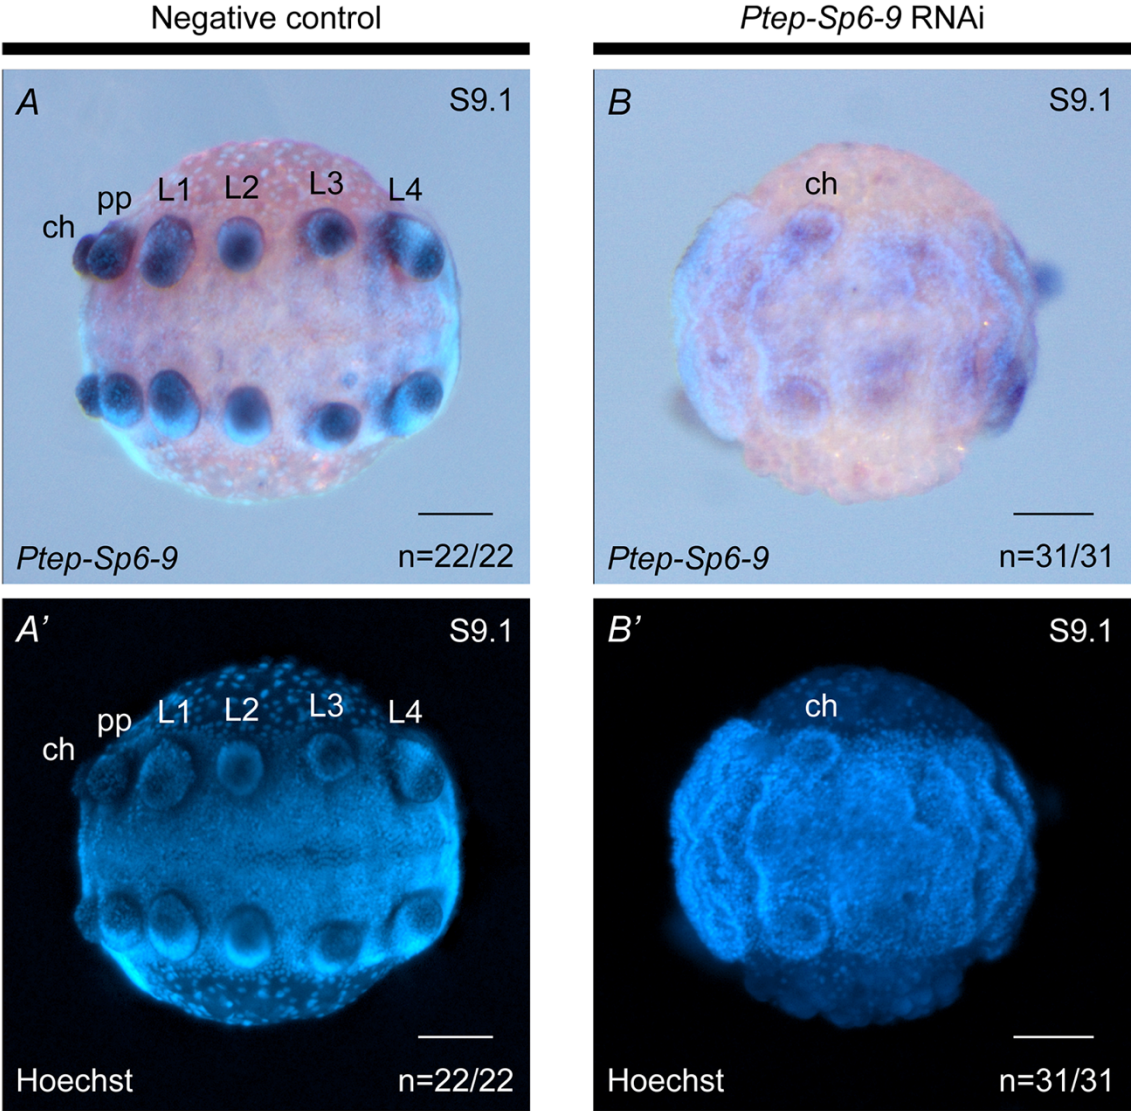 Negative control
Ptep-Sp6-9 RNAi
A
S9.1
ch
pp
L1
L2
L3
L4
Ptep-Sp6-9
n=22/22
B
S9.1
ch
Ptep-Sp6-9
n=31/31
A’
S9.1
ch
pp
L1
L2
L3
L4
Hoechst
n=22/22
B’
S9.1
ch
Hoechst
n=31/31